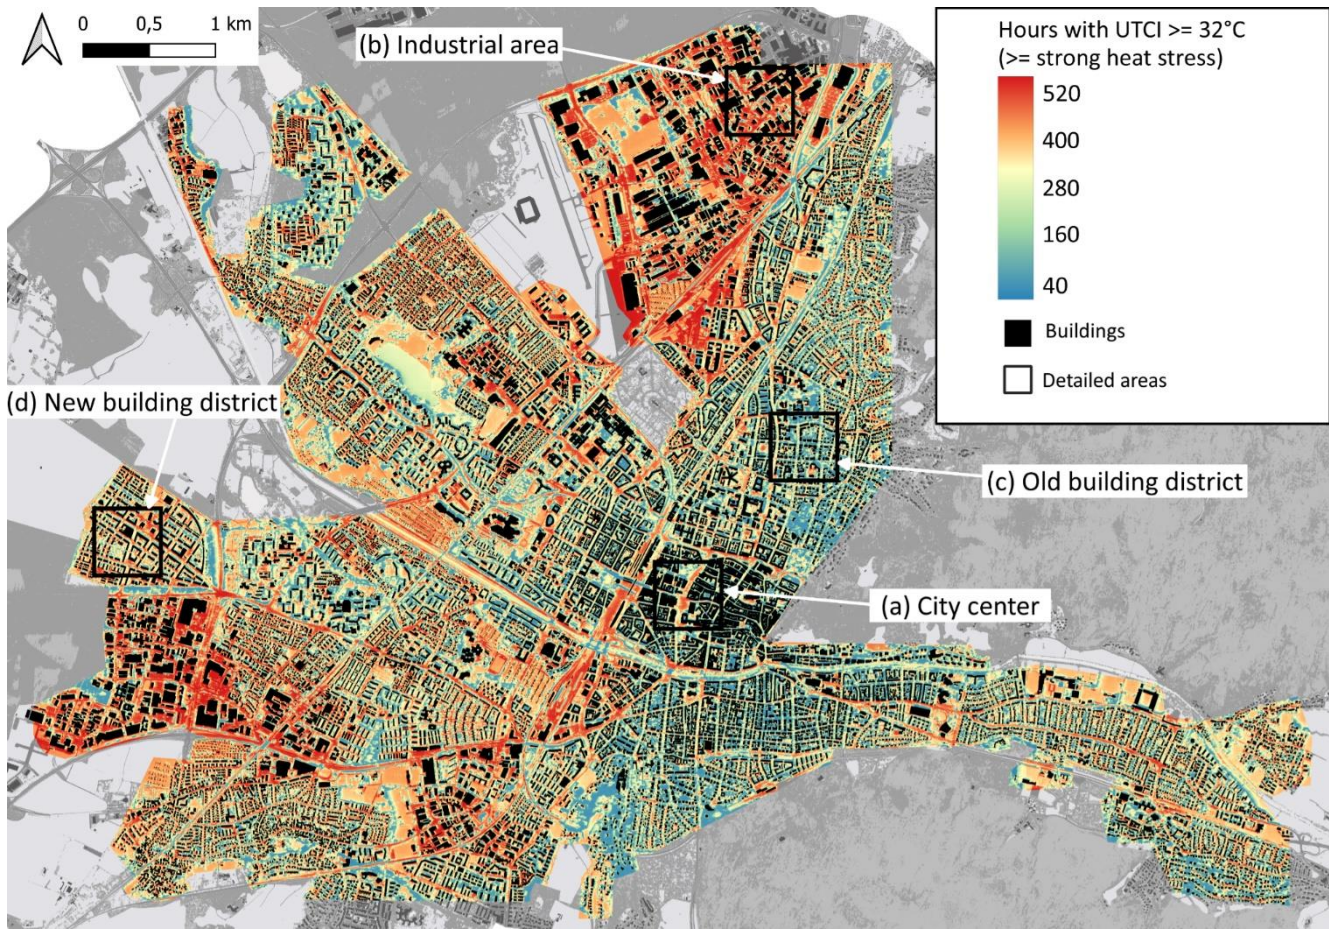 0 0,5 1 km
(b) Industrial area
Hours with UTCI >= 32°C
(>= strong heat stress)
520
400
280
160
40
Buildings
Detailed areas
(d) New building district
(c) Old building district
(a) City center